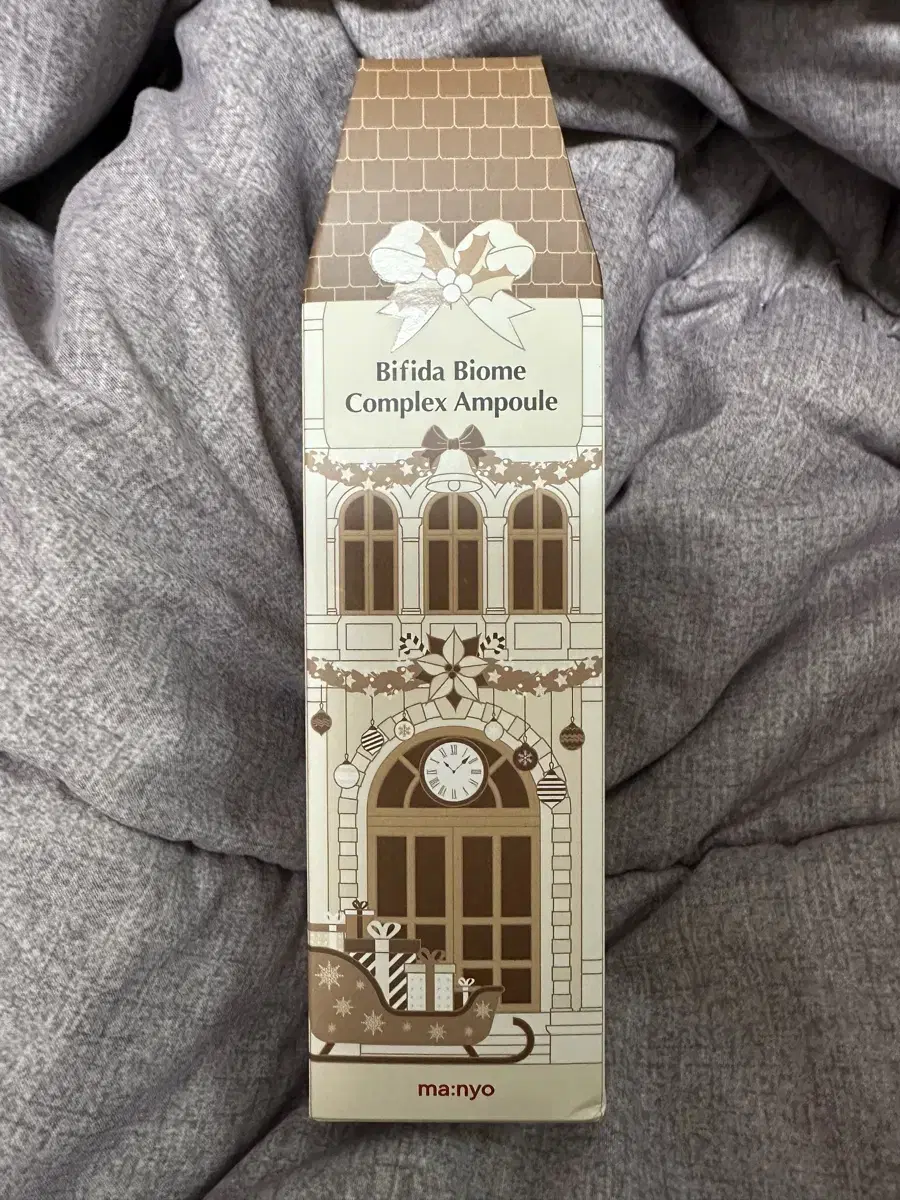 Bifida Biome
Complex Ampoule
ma:nyo